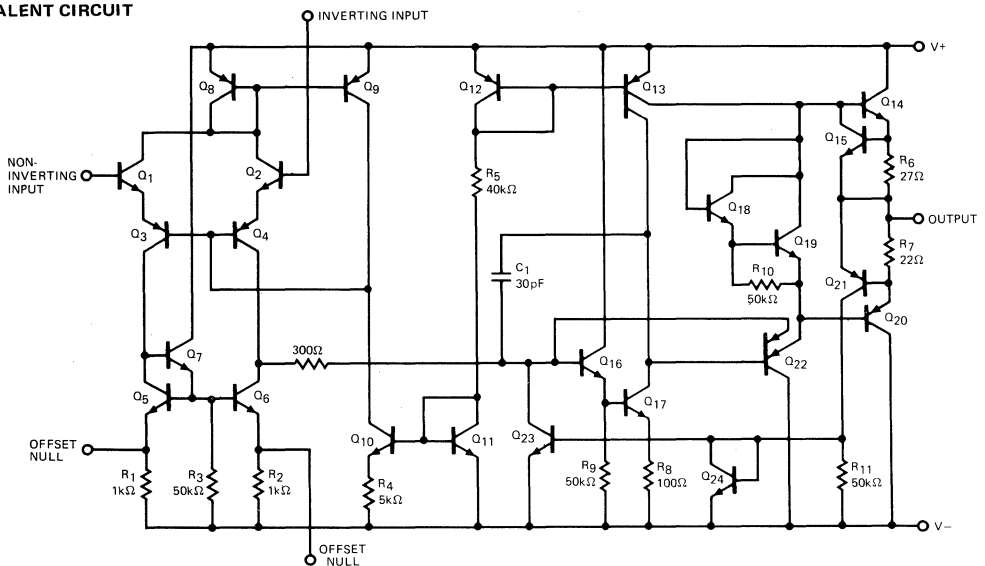 ALENT CIRCUIT
INVERTING INPUT
V+
Q8
Q9
Q12
Q13
Q14
Q15
NON-
INVERTING
INPUT
Q1
Q2
R5
40kΩ
R6
27Ω
Q18
OUTPUT
Q3
Q4
Q19
R7
22Ω
C1
30pF
R10
50kΩ
Q21
Q20
300Ω
Q7
Q16
Q22
Q5
Q6
Q17
OFFSET
NULL
Q10
Q11
Q23
Q24
R1
1kΩ
R3
50kΩ
R2
1kΩ
R4
5kΩ
R9
50kΩ
R8
100Ω
R11
50kΩ
V−
OFFSET
NULL